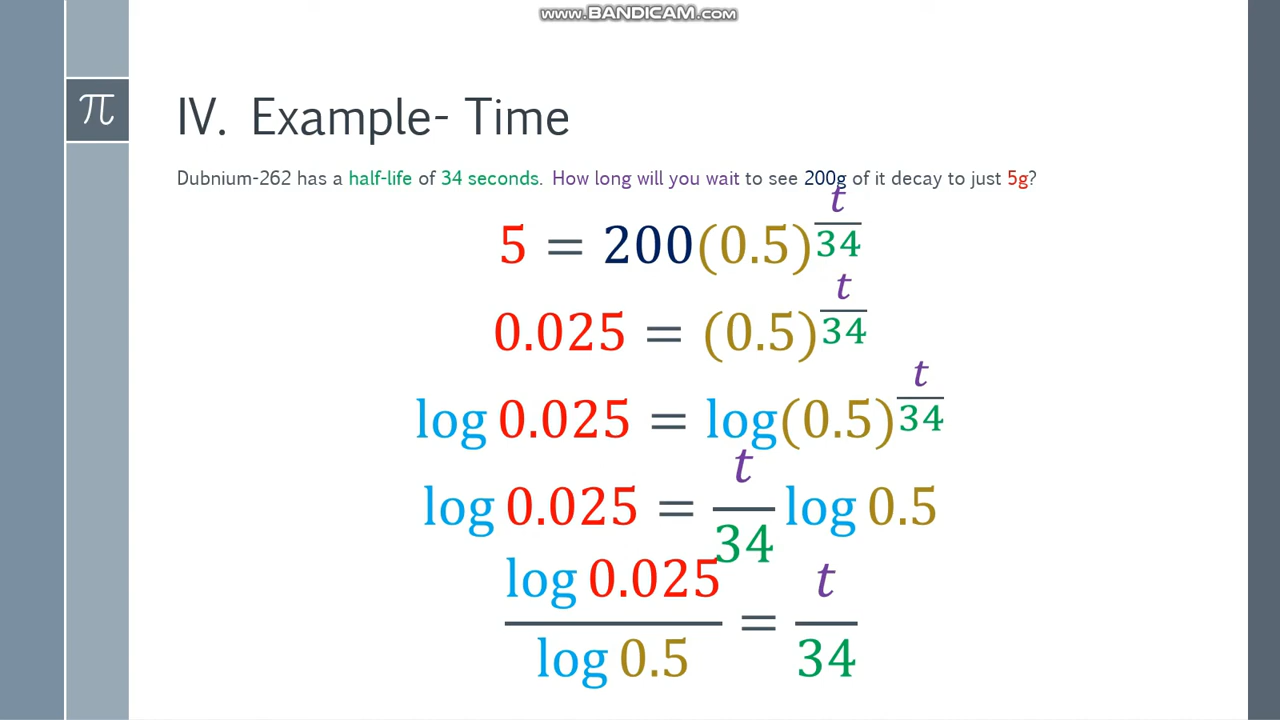 www.BANDICAM.com
π
IV. Example- Time
Dubnium-262 has a half-life of 34 seconds. How long will you wait to see 200g of it decay to just 5g?
5 = 200(0.5)^(t/34)
0.025 = (0.5)^(t/34)
log 0.025 = log(0.5)^(t/34)
log 0.025 = t/34 log 0.5
log 0.025 / log 0.5 = t/34